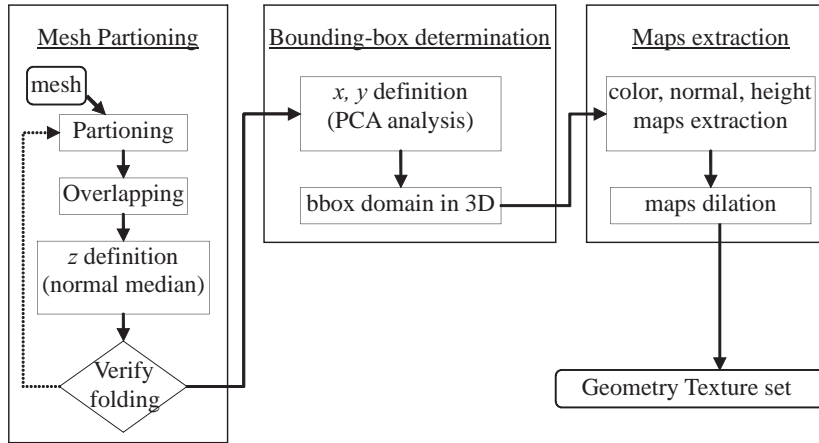 Mesh Partioning
mesh
Partioning
Overlapping
z definition
(normal median)
Verify
folding
Bounding-box determination
x, y definition
(PCA analysis)
bbox domain in 3D
Maps extraction
color, normal, height
maps extraction
maps dilation
Geometry Texture set